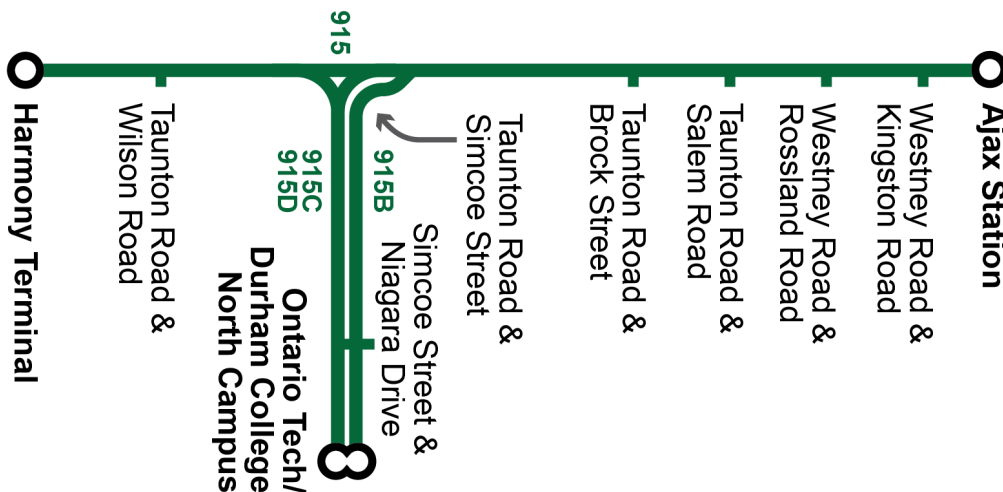 Ajax Station
Westney Road &
Kingston Road
Westney Road &
Rossland Road
Taunton Road &
Salem Road
Taunton Road &
Brock Street
Taunton Road &
Simcoe Street
Simcoe Street &
Niagara Drive
915B
915
915C
915D
Ontario Tech/
Durham College
North Campus
Taunton Road &
Wilson Road
Harmony Terminal